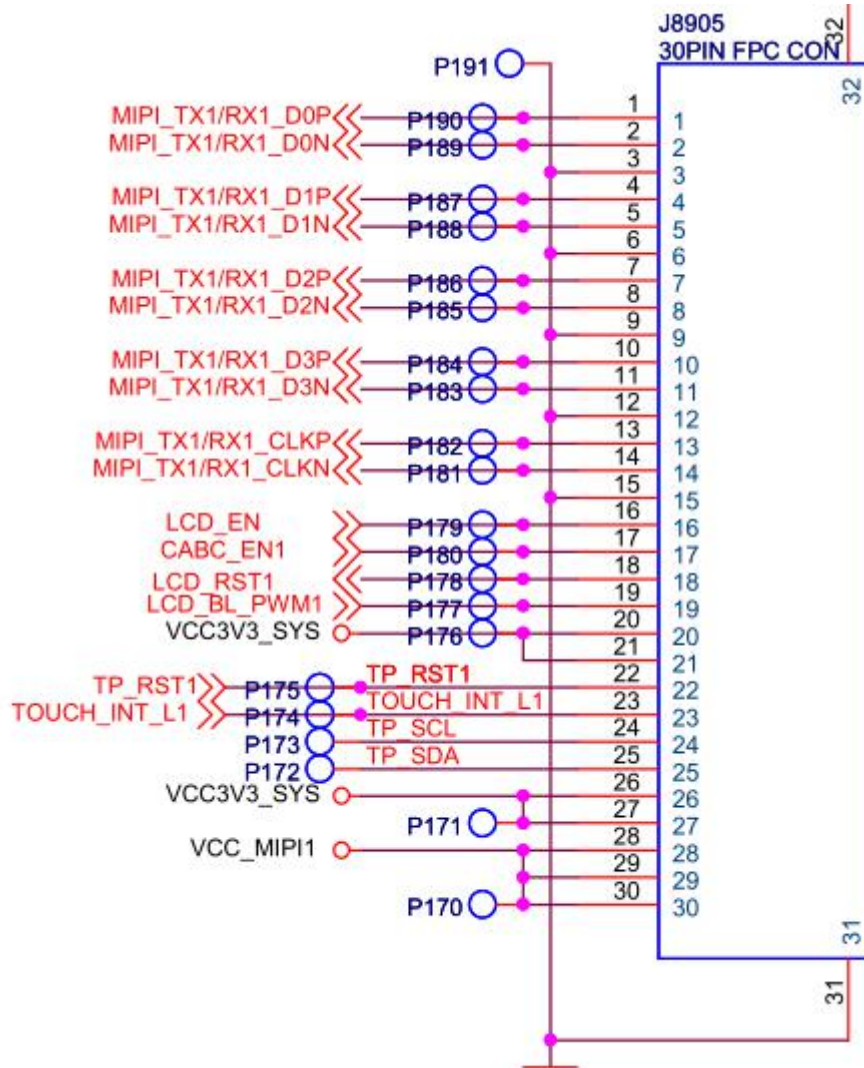 J8905
30PIN FPC CON
32
32
P191
MIPI_TX1/RX1_D0P P190 1 1
MIPI_TX1/RX1_D0N P189 2 2
3 3
MIPI_TX1/RX1_D1P P187 4 4
MIPI_TX1/RX1_D1N P188 5 5
6 6
MIPI_TX1/RX1_D2P P186 7 7
MIPI_TX1/RX1_D2N P185 8 8
9 9
MIPI_TX1/RX1_D3P P184 10 10
MIPI_TX1/RX1_D3N P183 11 11
12 12
MIPI_TX1/RX1_CLKP P182 13 13
MIPI_TX1/RX1_CLKN P181 14 14
15 15
LCD_EN P179 16 16
CABC_EN1 P180 17 17
LCD_RST1 P178 18 18
LCD_BL_PWM1 P177 19 19
VCC3V3_SYS P176 20 20
21 21
TP_RST1 P175 TP_RST1 22 22
TOUCH_INT_L1 P174 TOUCH_INT_L1 23 23
P173 TP_SCL 24 24
P172 TP_SDA 25 25
VCC3V3_SYS 26 26
P171 27 27
VCC_MIPI1 28 28
29 29
P170 30 30
31
31